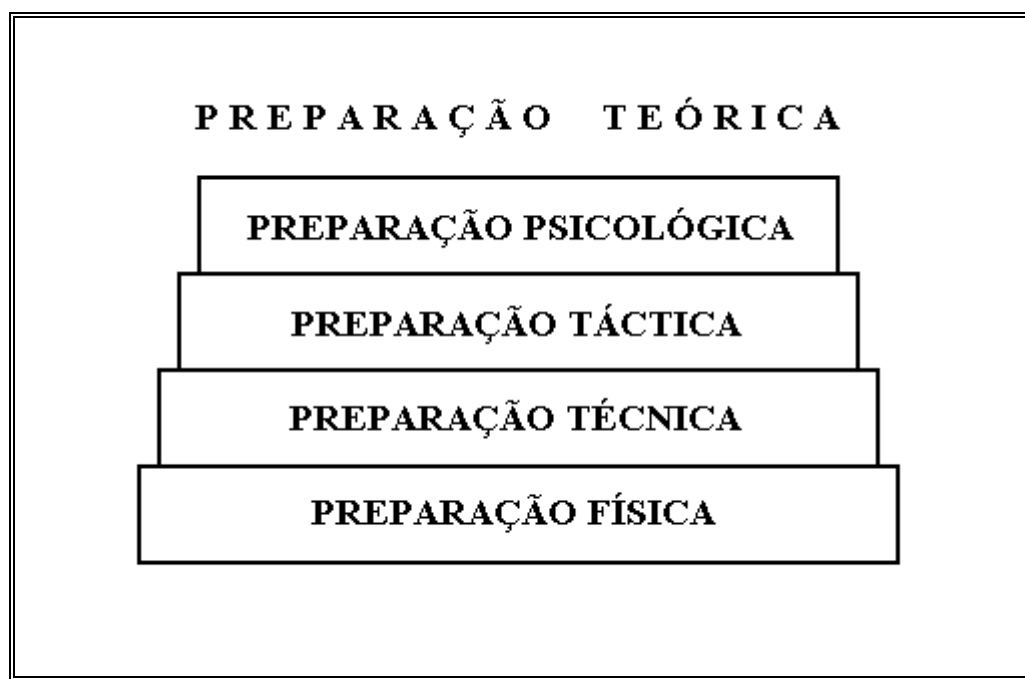 PREPARAÇÃO TEÓRICA
PREPARAÇÃO PSICOLÓGICA
PREPARAÇÃO TÁCTICA
PREPARAÇÃO TÉCNICA
PREPARAÇÃO FÍSICA